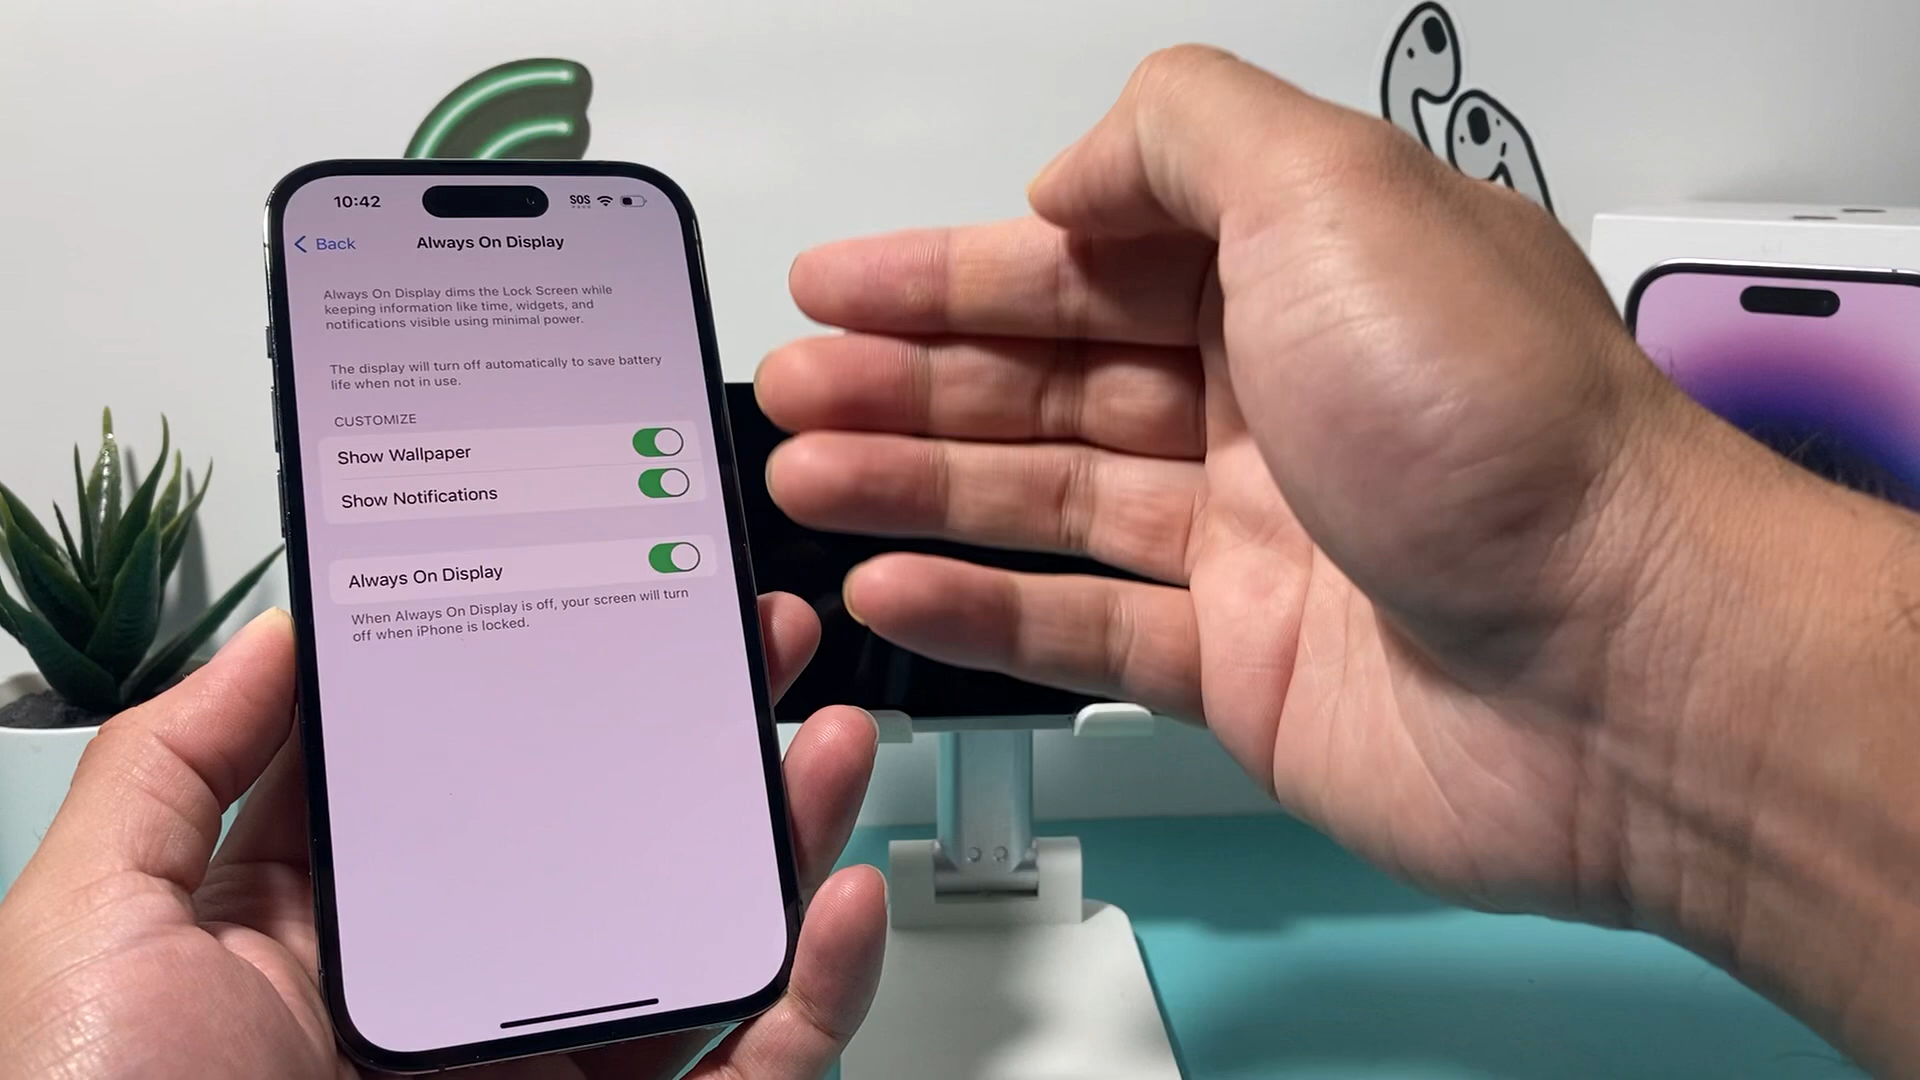 10:42
SOS
Back
Always On Display
Always On Display dims the Lock Screen while
keeping information like time, widgets, and
notifications visible using minimal power.
The display will turn off automatically to save battery
life when not in use.
CUSTOMIZE
Show Wallpaper
Show Notifications
Always On Display
When Always On Display is off, your screen will turn
off when iPhone is locked.